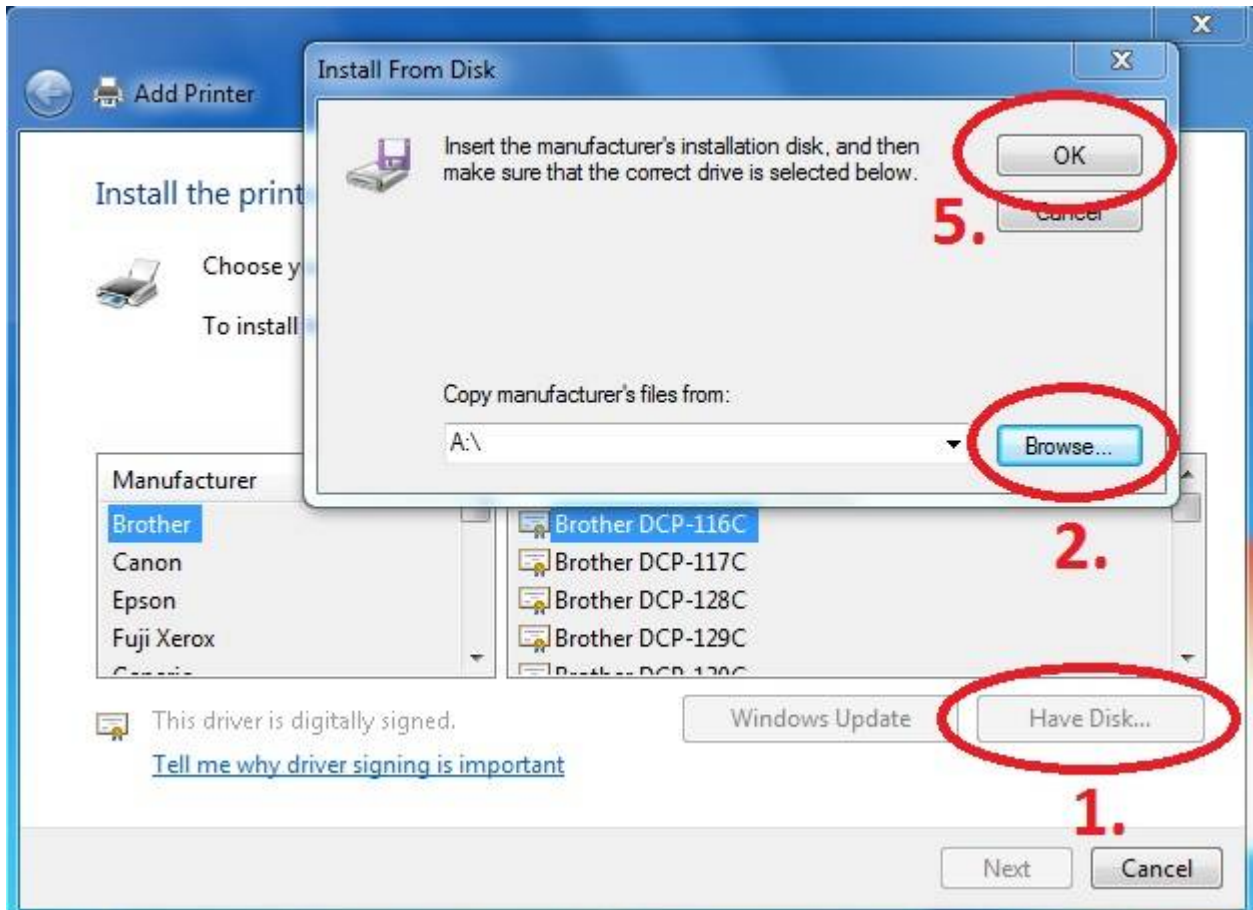 Install From Disk
Add Printer
Insert the manufacturer's installation disk, and then
make sure that the correct drive is selected below.
OK
Cancel
5.
Install the print
Choose y
To install
Copy manufacturer's files from:
A:\
Browse...
2.
Manufacturer
Brother
Canon
Epson
Fuji Xerox
Brother DCP-116C
Brother DCP-117C
Brother DCP-128C
Brother DCP-129C
This driver is digitally signed.
Tell me why driver signing is important
Windows Update
Have Disk...
1.
Next
Cancel